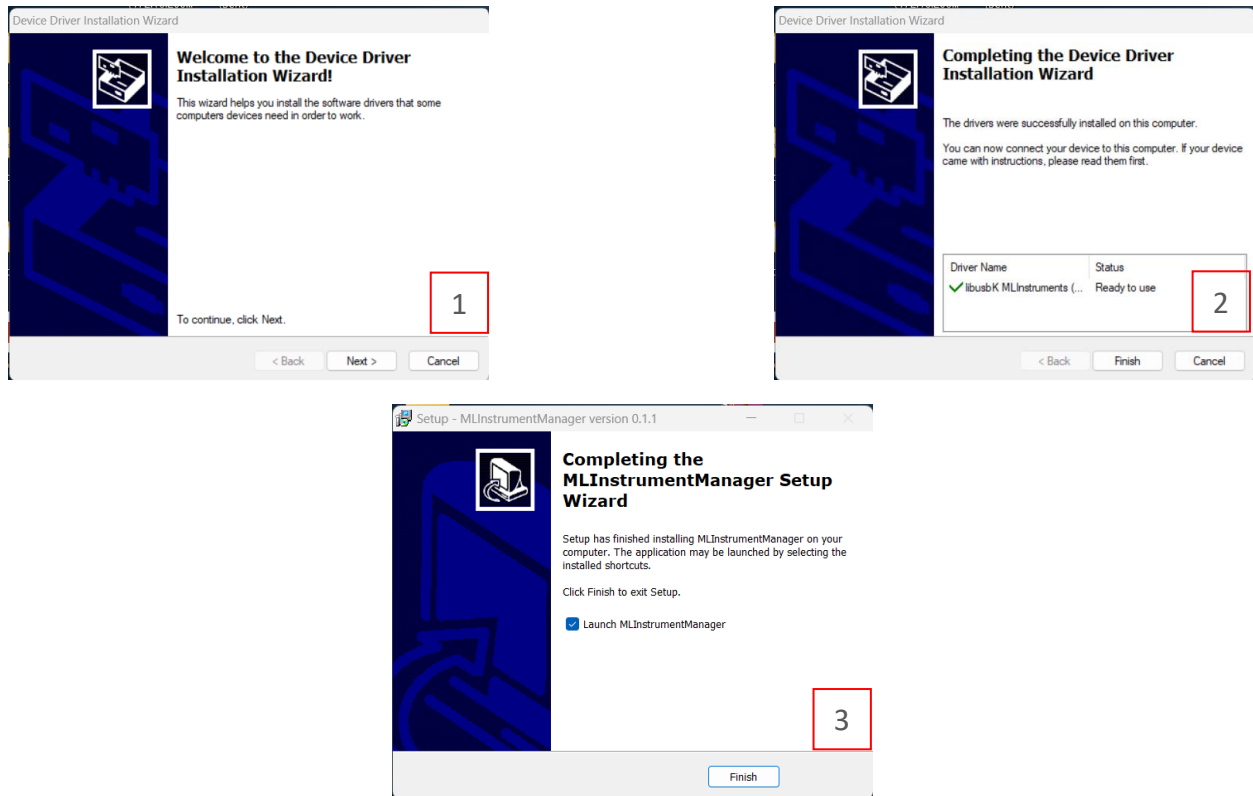 Device Driver Installation Wizard
Welcome to the Device Driver
Installation Wizard!
This wizard helps you install the software drivers that some
computers devices need in order to work.
To continue, click Next.
1
< Back
Next >
Cancel
Device Driver Installation Wizard
Completing the Device Driver
Installation Wizard
The drivers were successfully installed on this computer.
You can now connect your device to this computer. If your device
came with instructions, please read them first.
Driver Name Status
libusbK MLInstruments (... Ready to use
2
< Back
Finish
Cancel
Setup - MLInstrumentManager version 0.1.1
Completing the
MLInstrumentManager Setup
Wizard
Setup has finished installing MLInstrumentManager on your
computer. The application may be launched by selecting the
installed shortcuts.
Click Finish to exit Setup.
Launch MLInstrumentManager
3
Finish